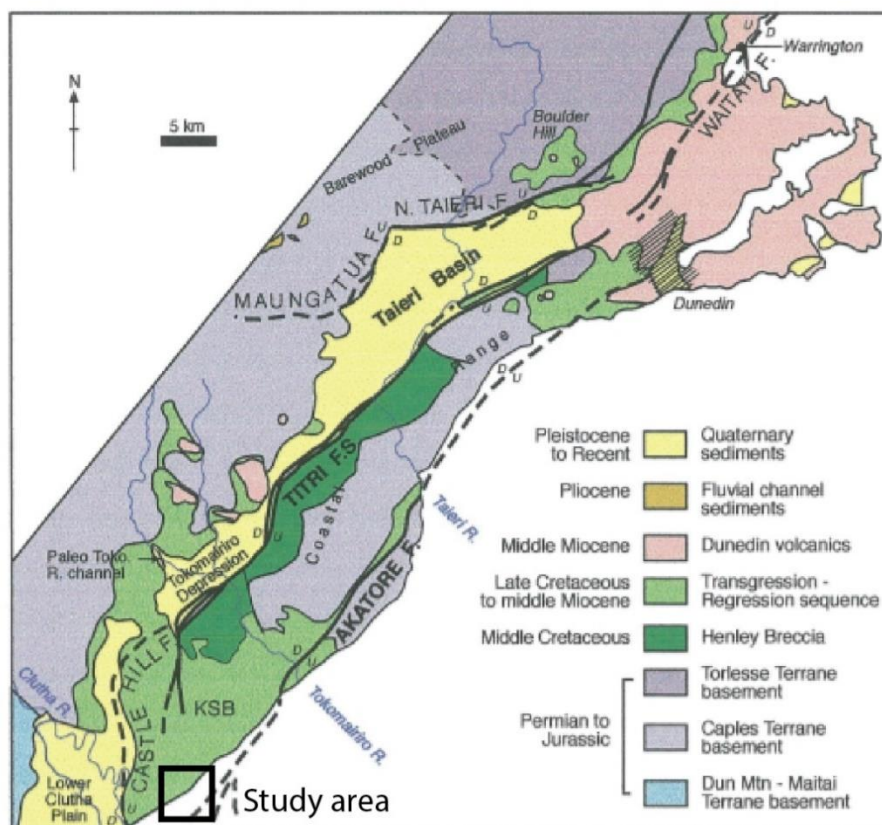 N
5 km
Warrington
WAITATI F.
U
D
Boulder
Hill
D
D
Barewood Plateau
N. TAIERI F.
U
D
U
D
MAUNGATUA F.
U
D
Taieri Basin
D
U
Dunedin
Range
D
U
TITRI F.S.
Coastal
Taieri R.
Paleo Toko.
R. channel
Tokomairiro
Depression
D
U
AKATORE F.
D
U
Clutha R.
CASTLE HILL F.
KSB
Tokomairiro R.
Lower
Clutha
Plain
D
Study area
Pleistocene
to Recent
Quaternary
sediments
Pliocene
Fluvial channel
sediments
Middle Miocene
Dunedin volcanics
Late Cretaceous
to middle Miocene
Transgression -
Regression sequence
Middle Cretaceous
Henley Breccia
Permian to
Jurassic
Torlesse Terrane
basement
Caples Terrane
basement
Dun Mtn - Maitai
Terrane basement